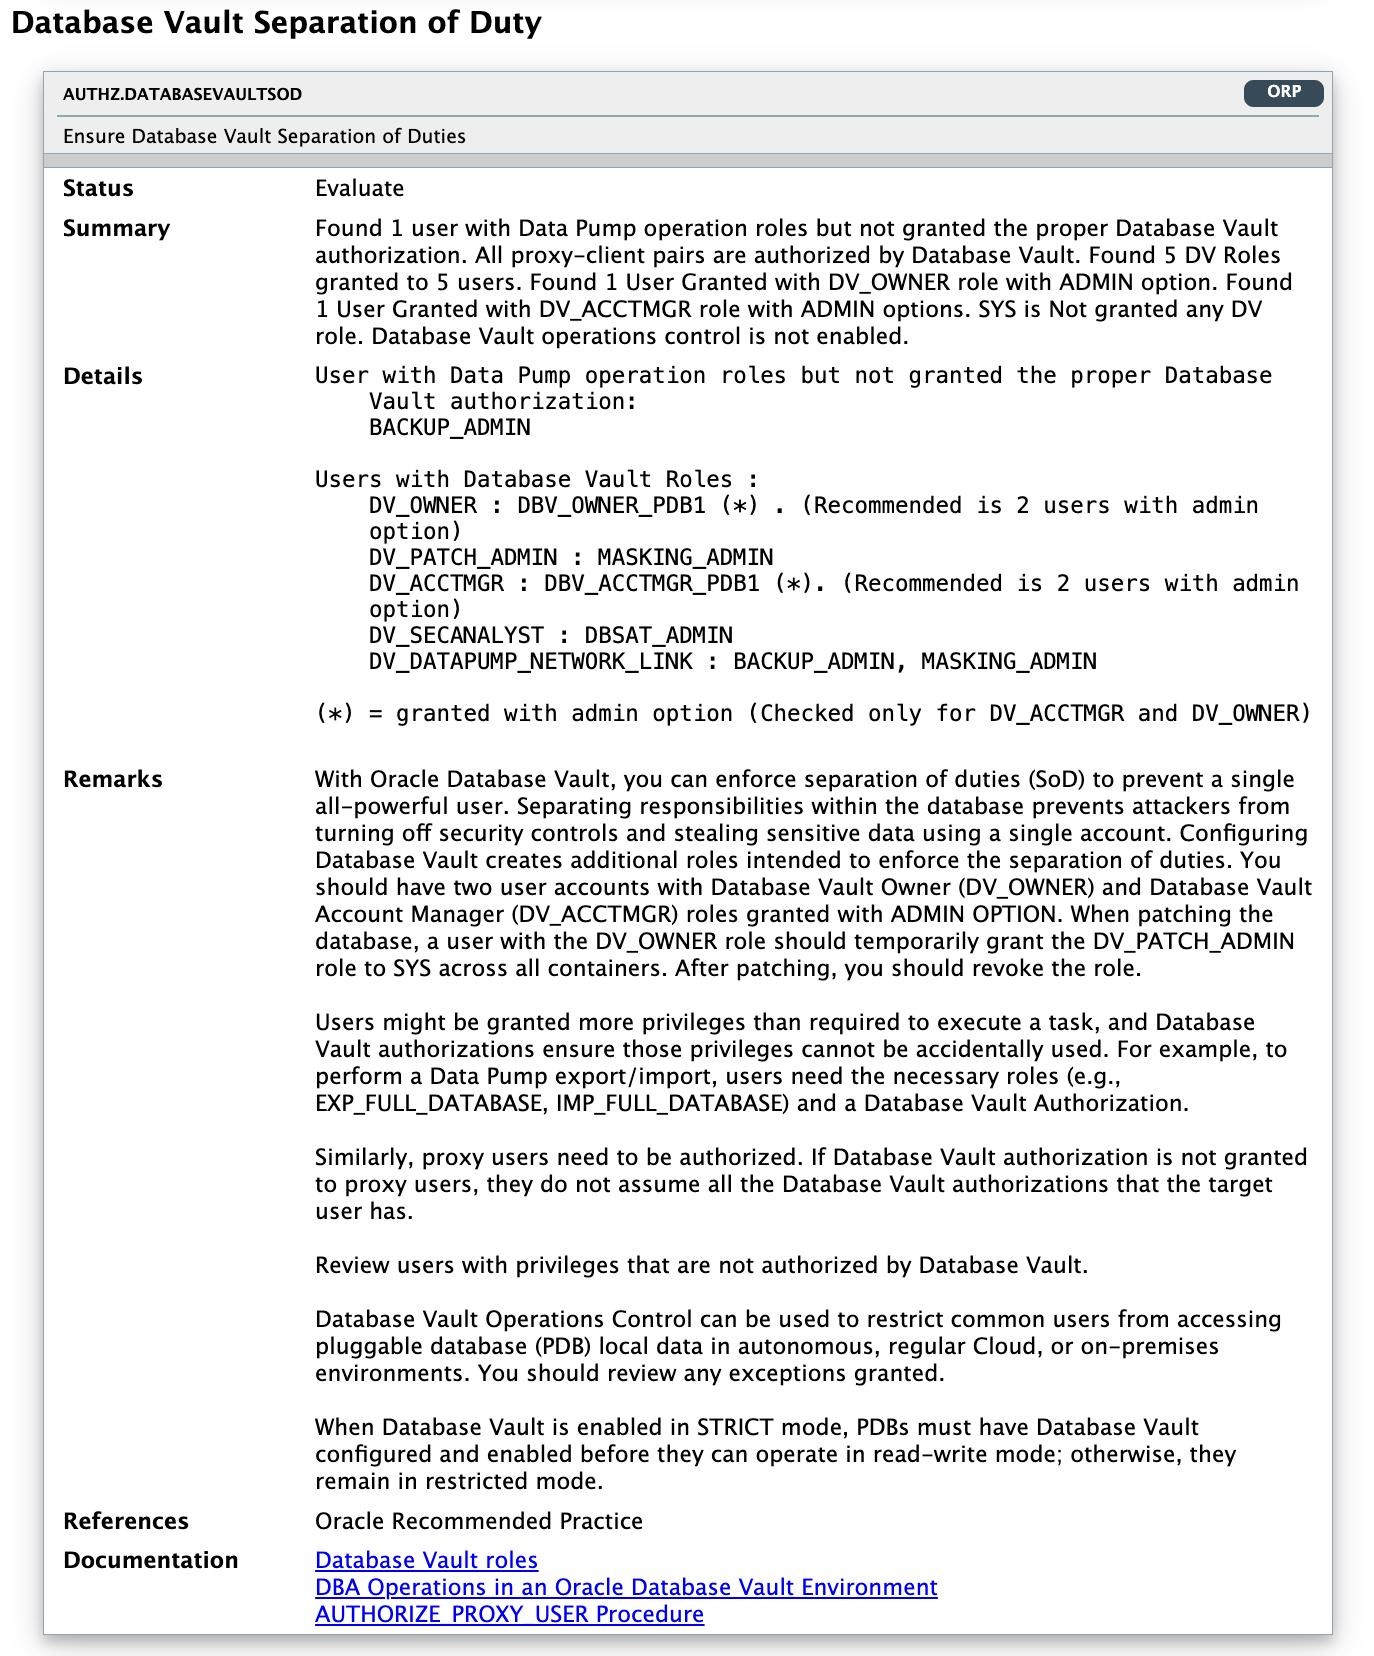 Database Vault Separation of Duty
AUTHZ.DATABASEVAULTSOD
ORP
Ensure Database Vault Separation of Duties
Status
Evaluate
Summary
Found 1 user with Data Pump operation roles but not granted the proper Database Vault
authorization. All proxy-client pairs are authorized by Database Vault. Found 5 DV Roles
granted to 5 users. Found 1 User Granted with DV_OWNER role with ADMIN option. Found
1 User Granted with DV_ACCTMGR role with ADMIN options. SYS is Not granted any DV
role. Database Vault operations control is not enabled.
Details
User with Data Pump operation roles but not granted the proper Database
Vault authorization:
BACKUP_ADMIN
Users with Database Vault Roles :
DV_OWNER : DBV_OWNER_PDB1 (*) . (Recommended is 2 users with admin
option)
DV_PATCH_ADMIN : MASKING_ADMIN
DV_ACCTMGR : DBV_ACCTMGR_PDB1 (*). (Recommended is 2 users with admin
option)
DV_SECANALYST : DBSAT_ADMIN
DV_DATAPUMP_NETWORK_LINK : BACKUP_ADMIN, MASKING_ADMIN
(*) = granted with admin option (Checked only for DV_ACCTMGR and DV_OWNER)
Remarks
With Oracle Database Vault, you can enforce separation of duties (SoD) to prevent a single
all-powerful user. Separating responsibilities within the database prevents attackers from
turning off security controls and stealing sensitive data using a single account. Configuring
Database Vault creates additional roles intended to enforce the separation of duties. You
should have two user accounts with Database Vault Owner (DV_OWNER) and Database Vault
Account Manager (DV_ACCTMGR) roles granted with ADMIN OPTION. When patching the
database, a user with the DV_OWNER role should temporarily grant the DV_PATCH_ADMIN
role to SYS across all containers. After patching, you should revoke the role.
Users might be granted more privileges than required to execute a task, and Database
Vault authorizations ensure those privileges cannot be accidentally used. For example, to
perform a Data Pump export/import, users need the necessary roles (e.g.,
EXP_FULL_DATABASE, IMP_FULL_DATABASE) and a Database Vault Authorization.
Similarly, proxy users need to be authorized. If Database Vault authorization is not granted
to proxy users, they do not assume all the Database Vault authorizations that the target
user has.
Review users with privileges that are not authorized by Database Vault.
Database Vault Operations Control can be used to restrict common users from accessing
pluggable database (PDB) local data in autonomous, regular Cloud, or on-premises
environments. You should review any exceptions granted.
When Database Vault is enabled in STRICT mode, PDBs must have Database Vault
configured and enabled before they can operate in read-write mode; otherwise, they
remain in restricted mode.
References
Oracle Recommended Practice
Documentation
Database Vault roles
DBA Operations in an Oracle Database Vault Environment
AUTHORIZE_PROXY_USER Procedure